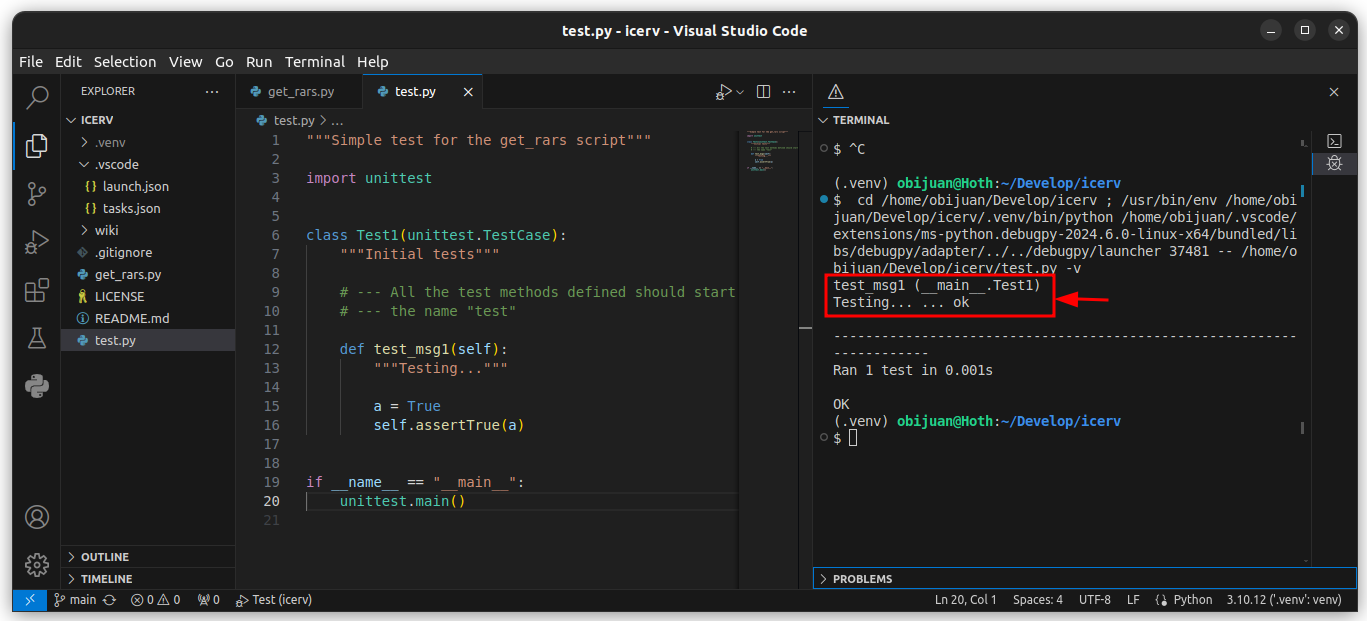 test.py - icerv - Visual Studio Code
File Edit Selection View Go Run Terminal Help
EXPLORER
ICERV
.venv
.vscode
launch.json
tasks.json
wiki
.gitignore
get_rars.py
LICENSE
README.md
test.py
OUTLINE
TIMELINE
get_rars.py test.py
test.py > ...
1 """Simple test for the get_rars script"""
2
3 import unittest
4
5
6 class Test1(unittest.TestCase):
7 """Initial tests"""
8
9 # --- All the test methods defined should start
10 # --- the name "test"
11
12 def test_msg1(self):
13 """Testing..."""
14
15 a = True
16 self.assertTrue(a)
17
18
19 if __name__ == "__main__":
20 unittest.main()
21
TERMINAL
$ ^C
(.venv) obijuan@Hoth:~/Develop/icerv
$ cd /home/obijuan/Develop/icerv ; /usr/bin/env /home/obi
juan/Develop/icerv/.venv/bin/python /home/obijuan/.vscode/
extensions/ms-python.debugpy-2024.6.0-linux-x64/bundled/li
bs/debugpy/adapter/../../debugpy/launcher 37481 -- /home/o
bijuan/Develop/icerv/test.py -v
test_msg1 (__main__.Test1)
Testing... ... ok
-------------------------------------------------------
------------
Ran 1 test in 0.001s
OK
(.venv) obijuan@Hoth:~/Develop/icerv
$
PROBLEMS
main 0 0 0 Test (icerv) Ln 20, Col 1 Spaces: 4 UTF-8 LF Python 3.10.12 ('.venv': venv)